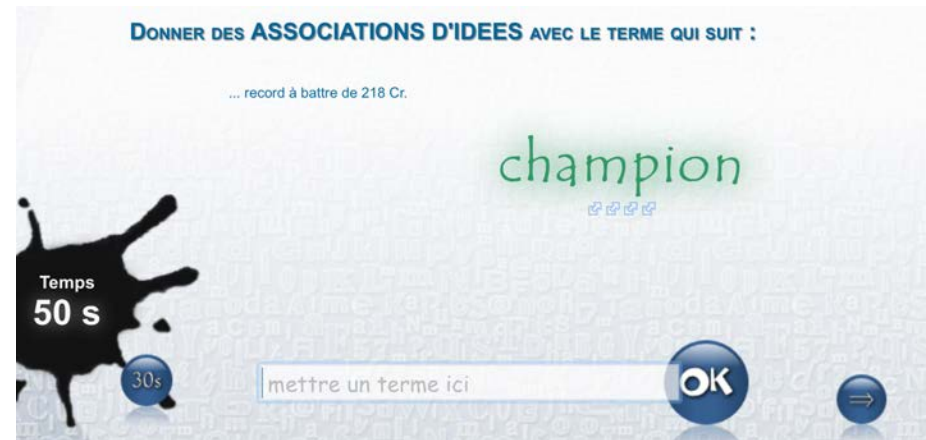 DONNER DES ASSOCIATIONS D'IDEES AVEC LE TERME QUI SUIT :
... record à battre de 218 Cr.
champion
Temps
50 s
30s
mettre un terme ici
OK